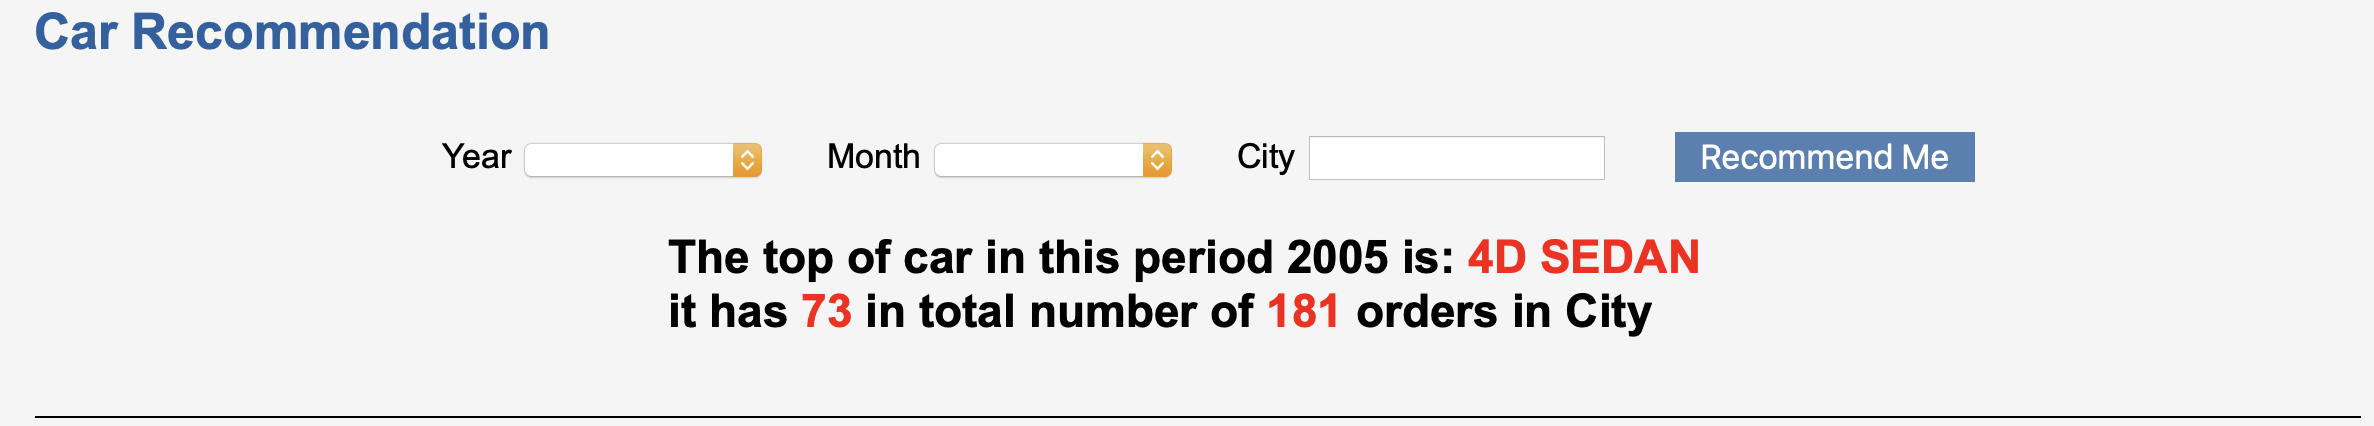 Car Recommendation
Year Month City Recommend Me
The top of car in this period 2005 is: 4D SEDAN
it has 73 in total number of 181 orders in City